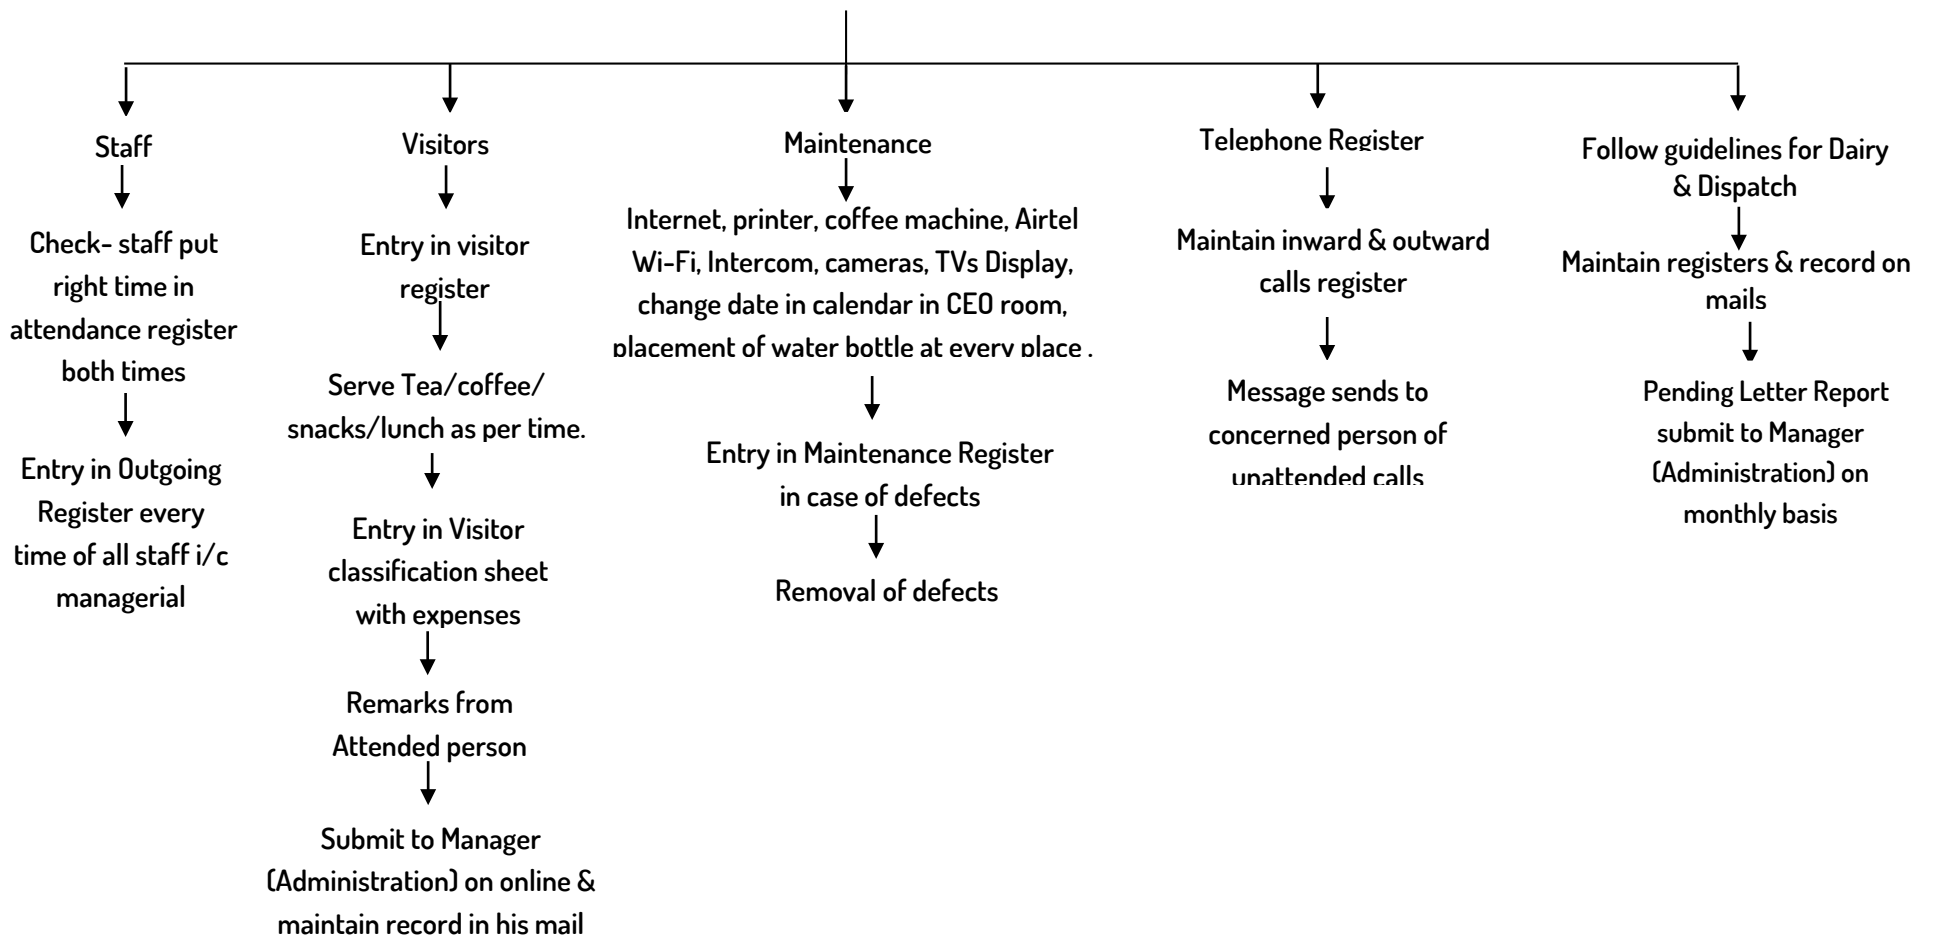 Staff
Check- staff put
right time in
attendance register
both times
Entry in Outgoing
Register every
time of all staff i/c
managerial
Visitors
Entry in visitor
register
Serve Tea/coffee/
snacks/lunch as per time.
Entry in Visitor
classification sheet
with expenses
Remarks from
Attended person
Submit to Manager
(Administration) on online &
maintain record in his mail
Maintenance
Internet, printer, coffee machine, Airtel
Wi-Fi, Intercom, cameras, TVs Display,
change date in calendar in CEO room,
placement of water bottle at every place .
Entry in Maintenance Register
in case of defects
Removal of defects
Telephone Register
Maintain inward & outward
calls register
Message sends to
concerned person of
unattended calls
Follow guidelines for Dairy
& Dispatch
Maintain registers & record on
mails
Pending Letter Report
submit to Manager
(Administration) on
monthly basis